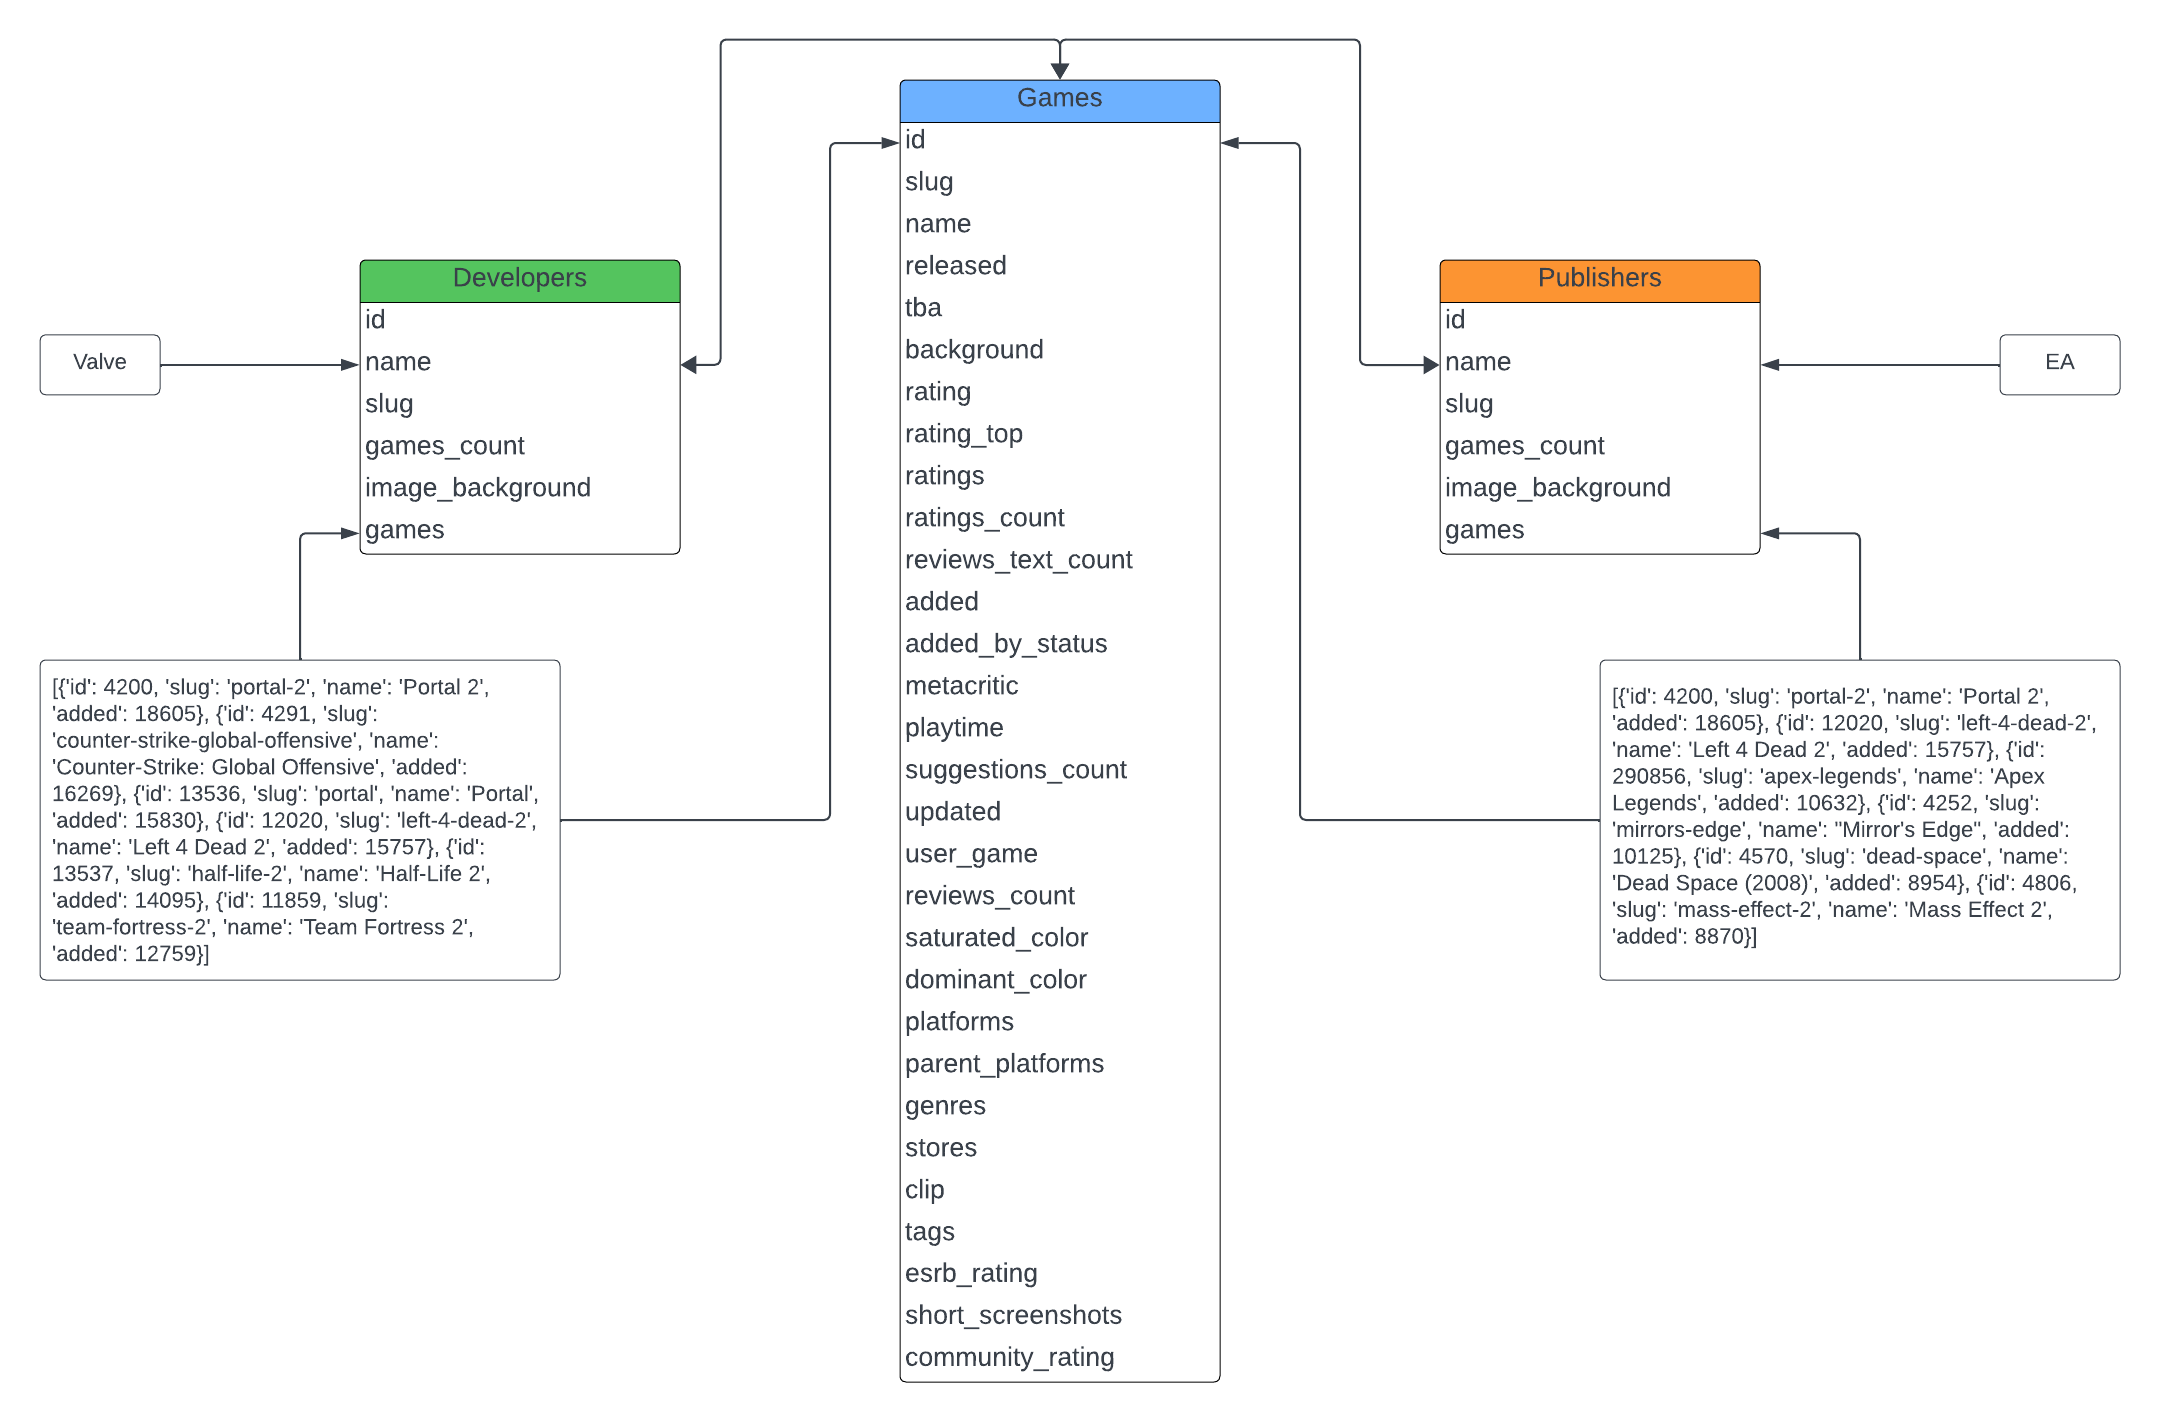 Games
id
slug
name
released
tba
background
rating
rating_top
ratings
ratings_count
reviews_text_count
added
added_by_status
metacritic
playtime
suggestions_count
updated
user_game
reviews_count
saturated_color
dominant_color
platforms
parent_platforms
genres
stores
clip
tags
esrb_rating
short_screenshots
community_rating
Developers
id
name
slug
games_count
image_background
games
Valve
[{'id': 4200, 'slug': 'portal-2', 'name': 'Portal 2',
'added': 18605}, {'id': 4291, 'slug':
'counter-strike-global-offensive', 'name':
'Counter-Strike: Global Offensive', 'added':
16269}, {'id': 13536, 'slug': 'portal', 'name': 'Portal',
'added': 15830}, {'id': 12020, 'slug': 'left-4-dead-2',
'name': 'Left 4 Dead 2', 'added': 15757}, {'id':
13537, 'slug': 'half-life-2', 'name': 'Half-Life 2',
'added': 14095}, {'id': 11859, 'slug':
'team-fortress-2', 'name': 'Team Fortress 2',
'added': 12759}]
Publishers
id
name
slug
games_count
image_background
games
EA
[{'id': 4200, 'slug': 'portal-2', 'name': 'Portal 2',
'added': 18605}, {'id': 12020, 'slug': 'left-4-dead-2',
'name': 'Left 4 Dead 2', 'added': 15757}, {'id':
290856, 'slug': 'apex-legends', 'name': 'Apex
Legends', 'added': 10632}, {'id': 4252, 'slug':
'mirrors-edge', 'name': "Mirror's Edge", 'added':
10125}, {'id': 4570, 'slug': 'dead-space', 'name':
'Dead Space (2008)', 'added': 8954}, {'id': 4806,
'slug': 'mass-effect-2', 'name': 'Mass Effect 2',
'added': 8870}]